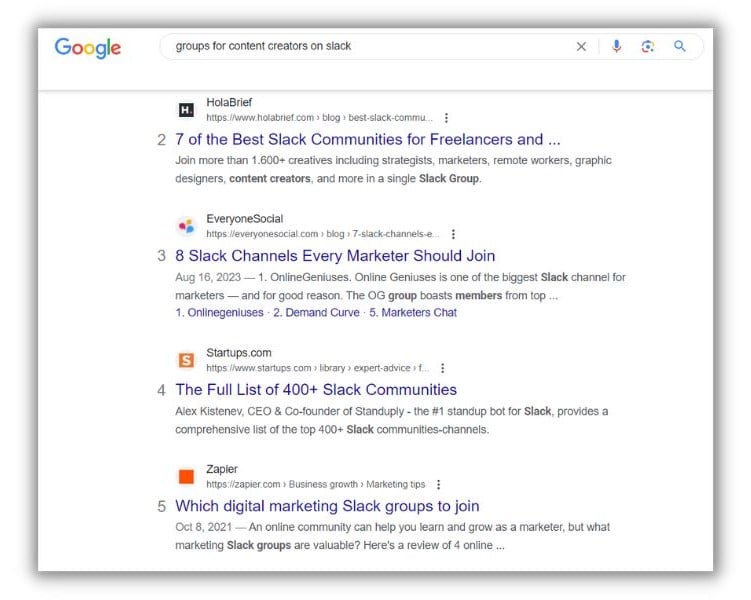 Google
groups for content creators on slack
H.
HolaBrief
https://www.holabrief.com › blog › best-slack-commu...
2 7 of the Best Slack Communities for Freelancers and ...
Join more than 1.600+ creatives including strategists, marketers, remote workers, graphic
designers, content creators, and more in a single Slack Group.
EveryoneSocial
https://everyonesocial.com › blog › 7-slack-channels-e...
3 8 Slack Channels Every Marketer Should Join
Aug 16, 2023 — 1. OnlineGeniuses. Online Geniuses is one of the biggest Slack channel for
marketers — and for good reason. The OG group boasts members from top ...
1. Onlinegeniuses · 2. Demand Curve · 5. Marketers Chat
S
Startups.com
https://www.startups.com › library › expert-advice › f...
4 The Full List of 400+ Slack Communities
Alex Kistenev, CEO & Co-founder of Standuply - the #1 standup bot for Slack, provides a
comprehensive list of the top 400+ Slack communities-channels.
Zapier
https://zapier.com › Business growth › Marketing tips
5 Which digital marketing Slack groups to join
Oct 8, 2021 — An online community can help you learn and grow as a marketer, but what
marketing Slack groups are valuable? Here's a review of 4 online ...